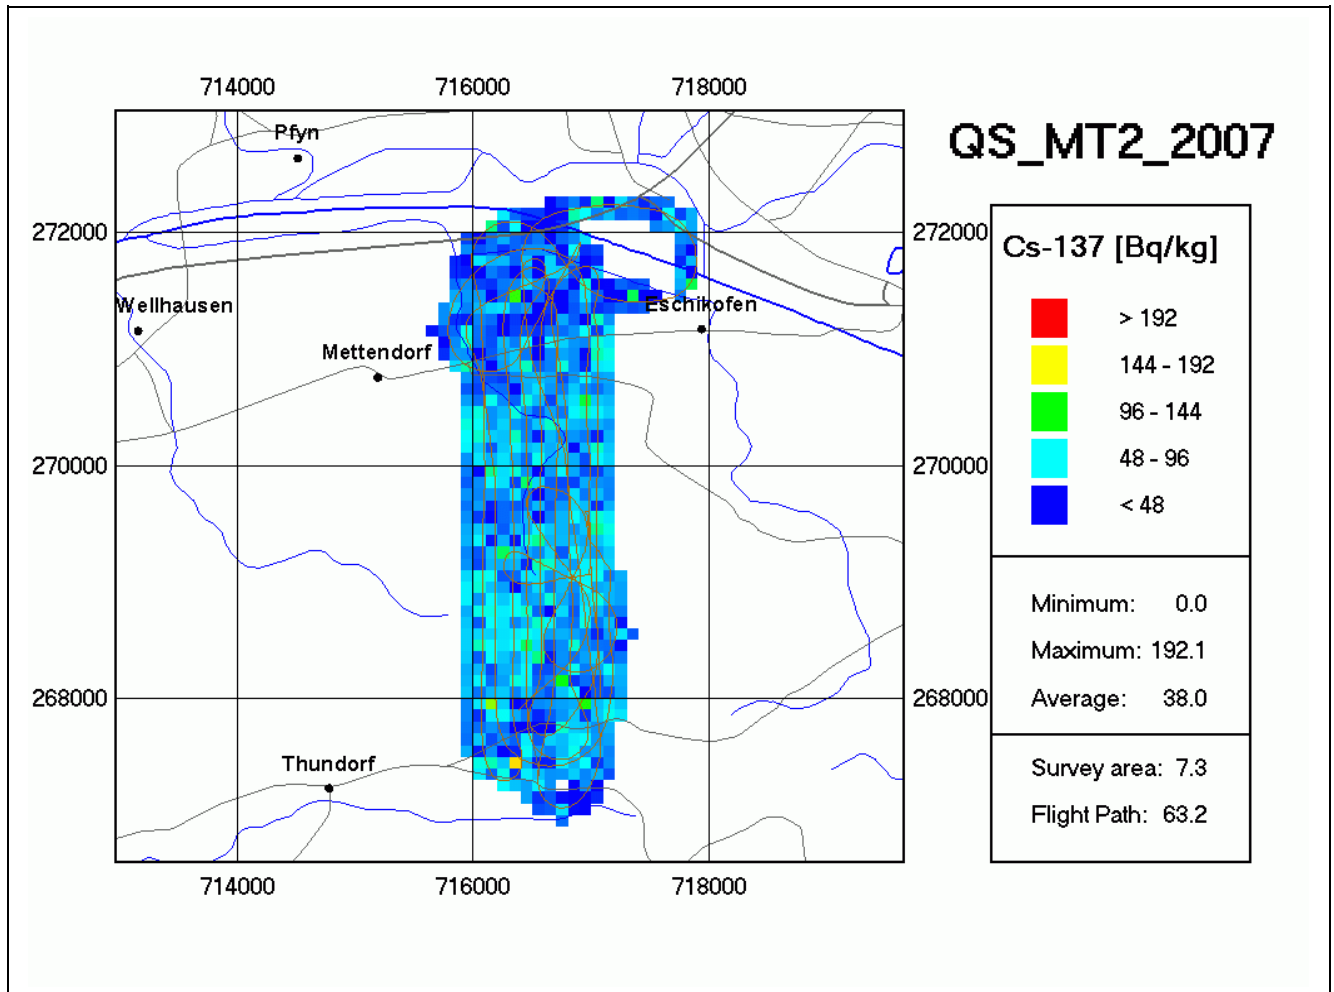 714000 716000 718000
Pfyn
QS_MT2_2007
272000
272000
Cs-137 [Bq/kg]
Wellhausen
Eschikofen
> 192
Mettendorf
144 - 192
96 - 144
270000
270000
48 - 96
< 48
Minimum: 0.0
Maximum: 192.1
268000
268000
Average: 38.0
Thundorf
Survey area: 7.3
Flight Path: 63.2
714000 716000 718000